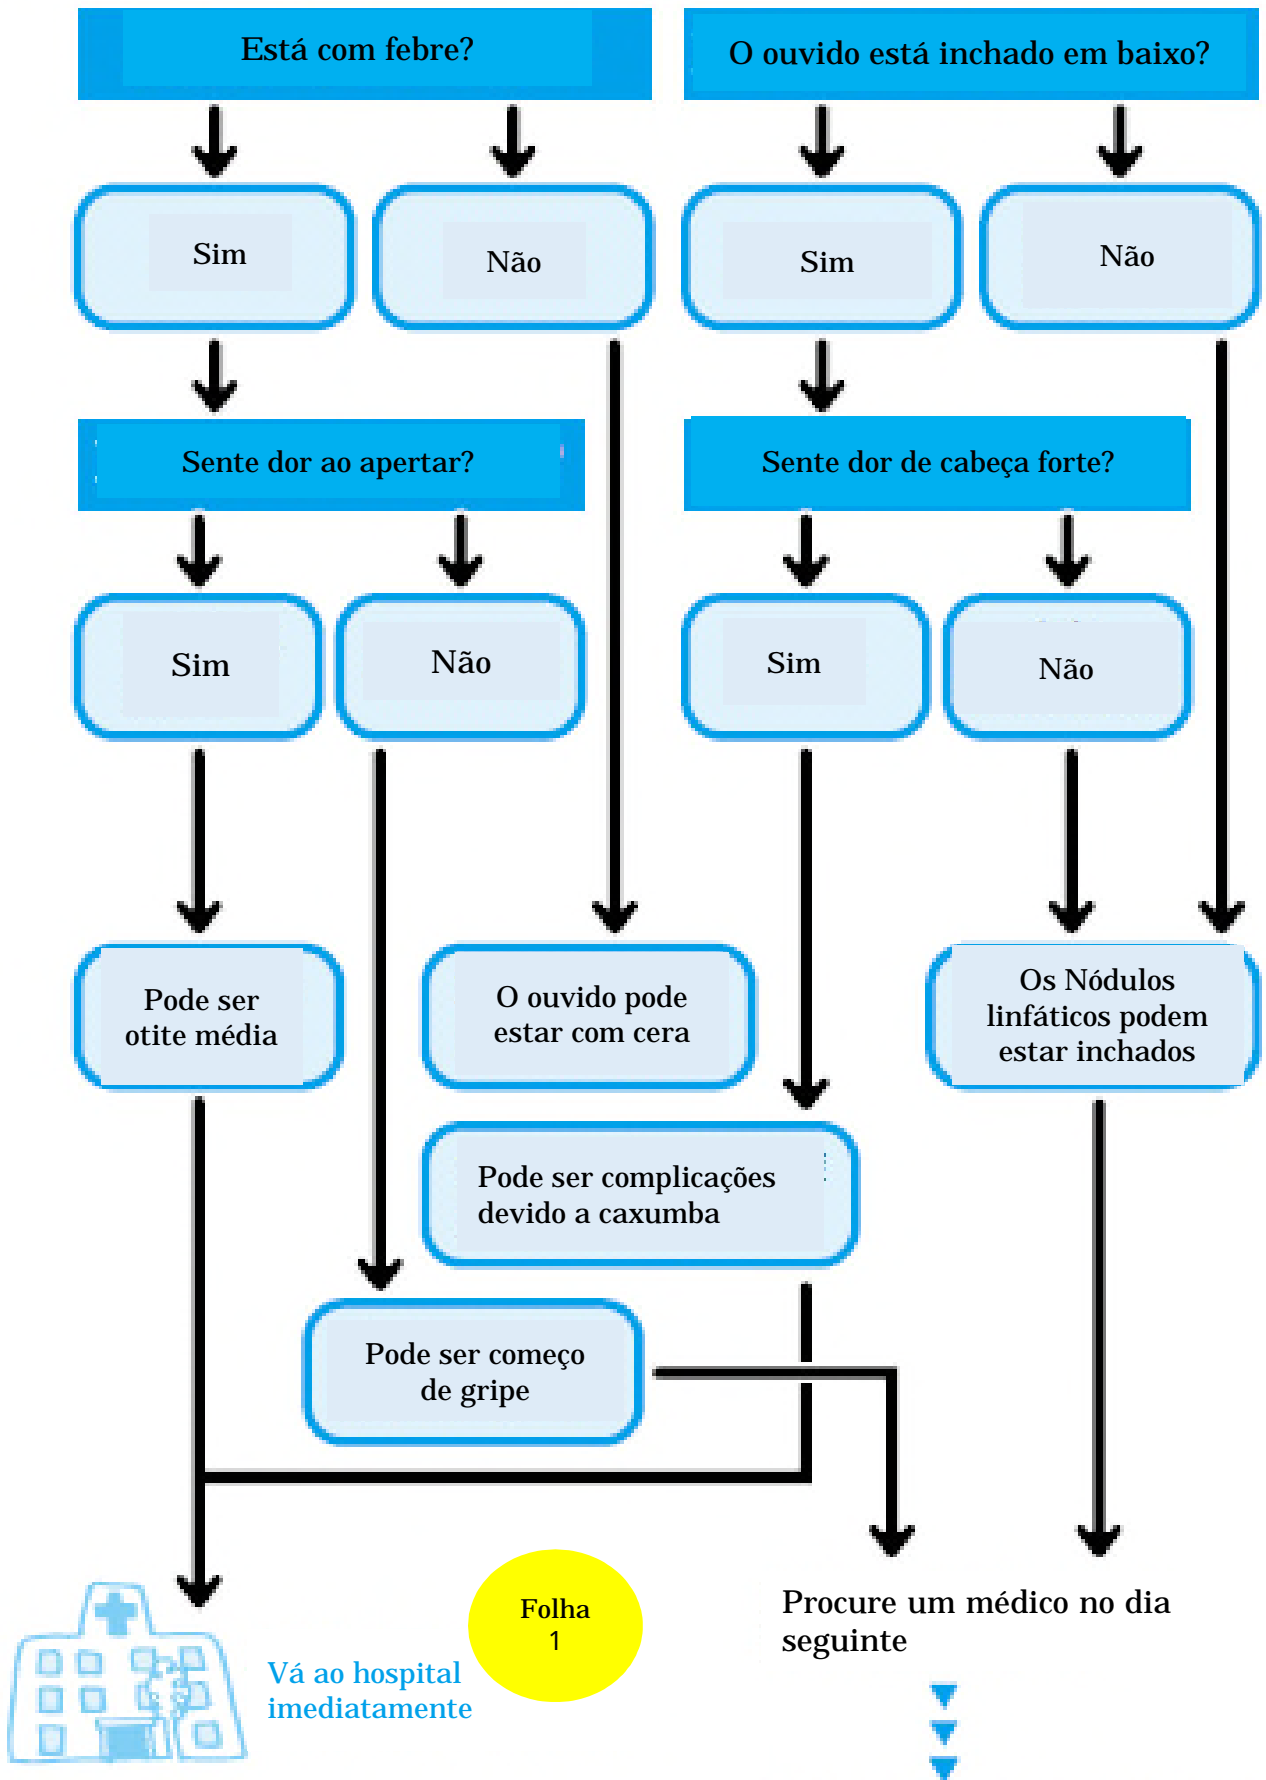 Está com febre?
O ouvido está inchado em baixo?
Sim
Não
Sim
Não
Sente dor ao apertar?
Sente dor de cabeça forte?
Sim
Não
Sim
Não
Pode ser
otite média
O ouvido pode
estar com cera
Os Nódulos
linfáticos podem
estar inchados
Pode ser complicações
devido a caxumba
Pode ser começo
de gripe
Folha
1
Procure um médico no dia
seguinte
Vá ao hospital
imediatamente